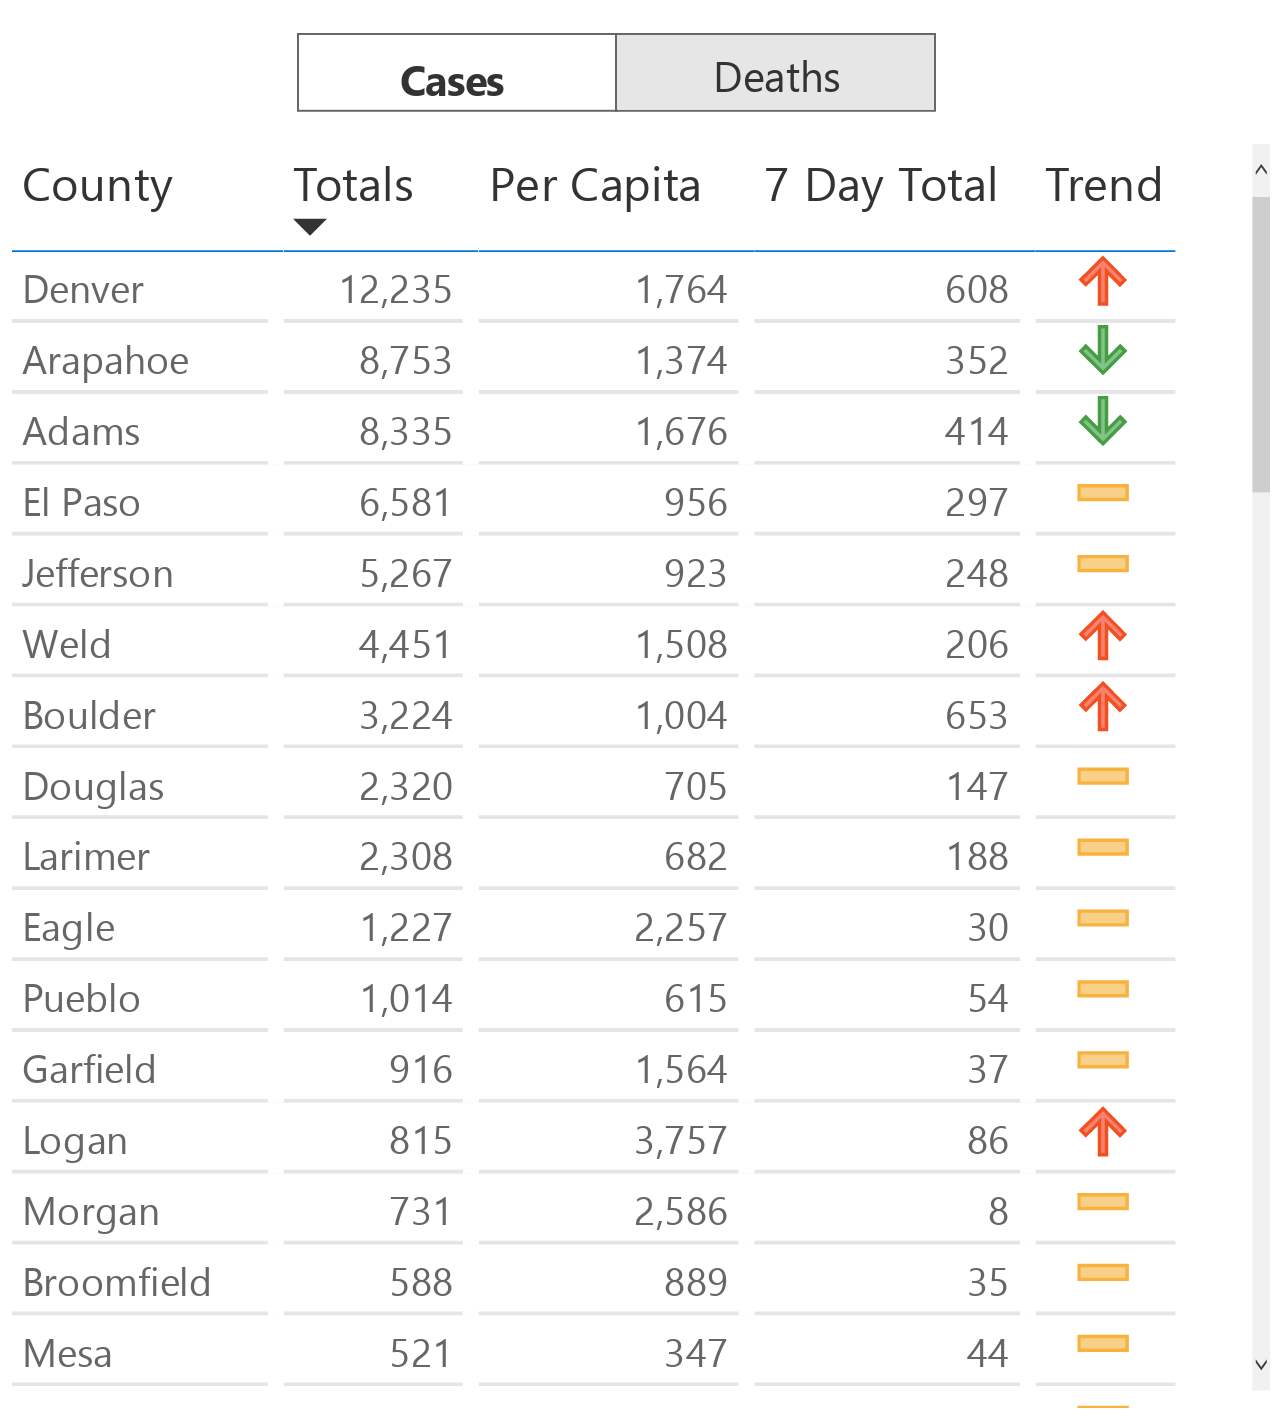 Cases Deaths
County Totals Per Capita 7 Day Total Trend
Denver 12,235 1,764 608
Arapahoe 8,753 1,374 352
Adams 8,335 1,676 414
El Paso 6,581 956 297
Jefferson 5,267 923 248
Weld 4,451 1,508 206
Boulder 3,224 1,004 653
Douglas 2,320 705 147
Larimer 2,308 682 188
Eagle 1,227 2,257 30
Pueblo 1,014 615 54
Garfield 916 1,564 37
Logan 815 3,757 86
Morgan 731 2,586 8
Broomfield 588 889 35
Mesa 521 347 44